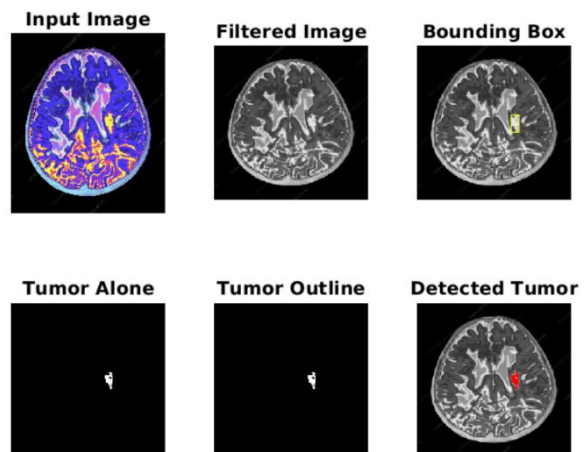 Input Image
Filtered Image
Bounding Box
Tumor Alone
Tumor Outline
Detected Tumor